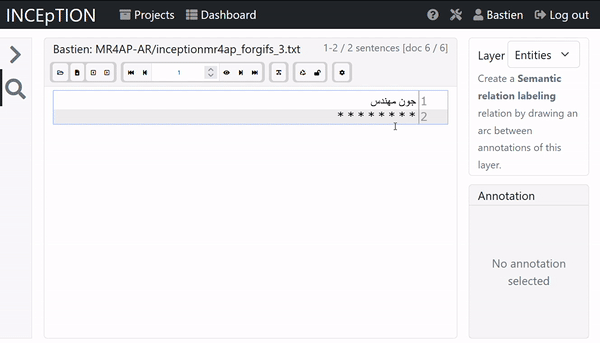 INCEpTION Projects Dashboard Bastien Log out
Bastien: MR4AP-AR/inceptionmr4ap_forgifs_3.txt 1-2 / 2 sentences [doc 6 / 6]
1
جون مهندس 1
* * * * * * * * 2
Layer Entities
Create a Semantic
relation labeling
relation by drawing an
arc between
annotations of this
layer.
Annotation
No annotation
selected